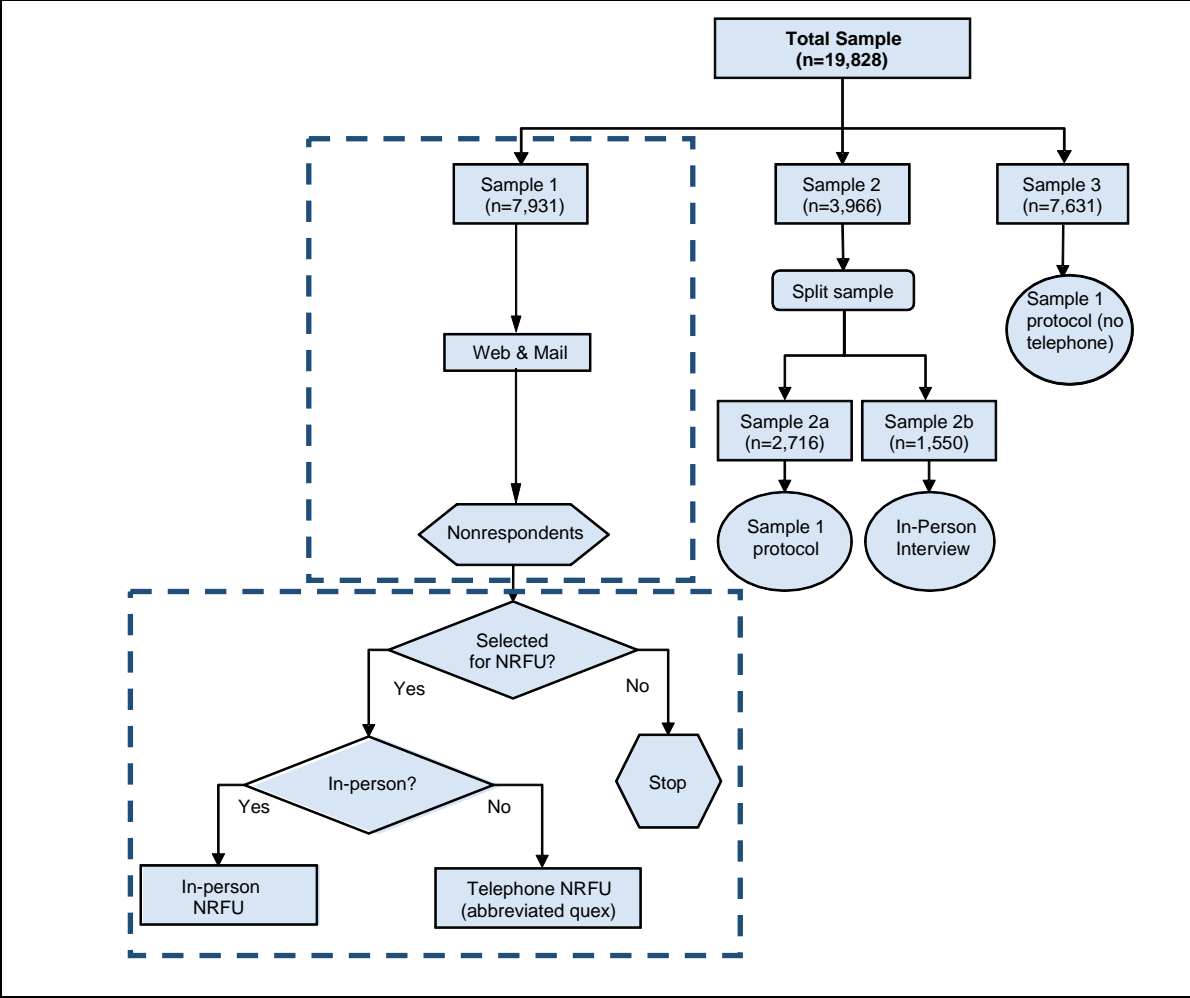 Total Sample
(n=19,828)
Sample 1
(n=7,931)
Sample 2
(n=3,966)
Sample 3
(n=7,631)
Split sample
Sample 1
protocol (no
telephone)
Web & Mail
Sample 2a
(n=2,716)
Sample 2b
(n=1,550)
Nonrespondents
Sample 1
protocol
In-Person
Interview
Selected
for NRFU?
Yes
No
In-person?
Stop
Yes
No
In-person
NRFU
Telephone NRFU
(abbreviated quex)